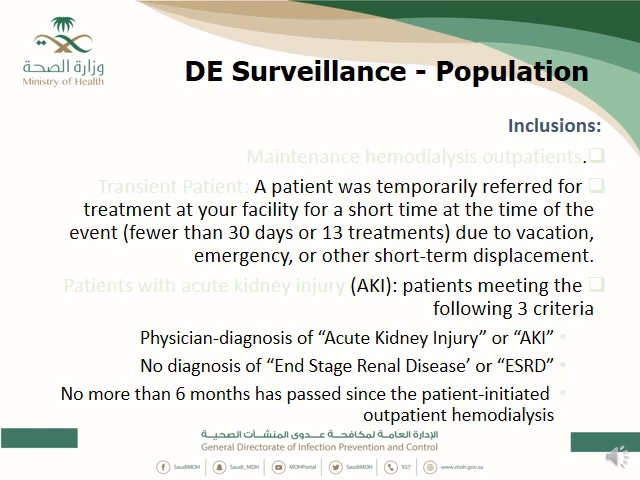 وزارة الصحة
Ministry of Health
DE Surveillance - Population
Inclusions:
Maintenance hemodialysis outpatients.
Transient Patient: A patient was temporarily referred for
treatment at your facility for a short time at the time of the
event (fewer than 30 days or 13 treatments) due to vacation,
emergency, or other short-term displacement.
Patients with acute kidney injury (AKI): patients meeting the
following 3 criteria
Physician-diagnosis of “Acute Kidney Injury” or “AKI”
No diagnosis of “End Stage Renal Disease’ or “ESRD”
No more than 6 months has passed since the patient-initiated
outpatient hemodialysis
الإدارة العامة لمكافحة عدوى المنشآت الصحية
General Directorate of Infection Prevention and Control
SaudiMOH
Saudi_MOH
MOHPortal
SaudiMOH
937
www.moh.gov.sa